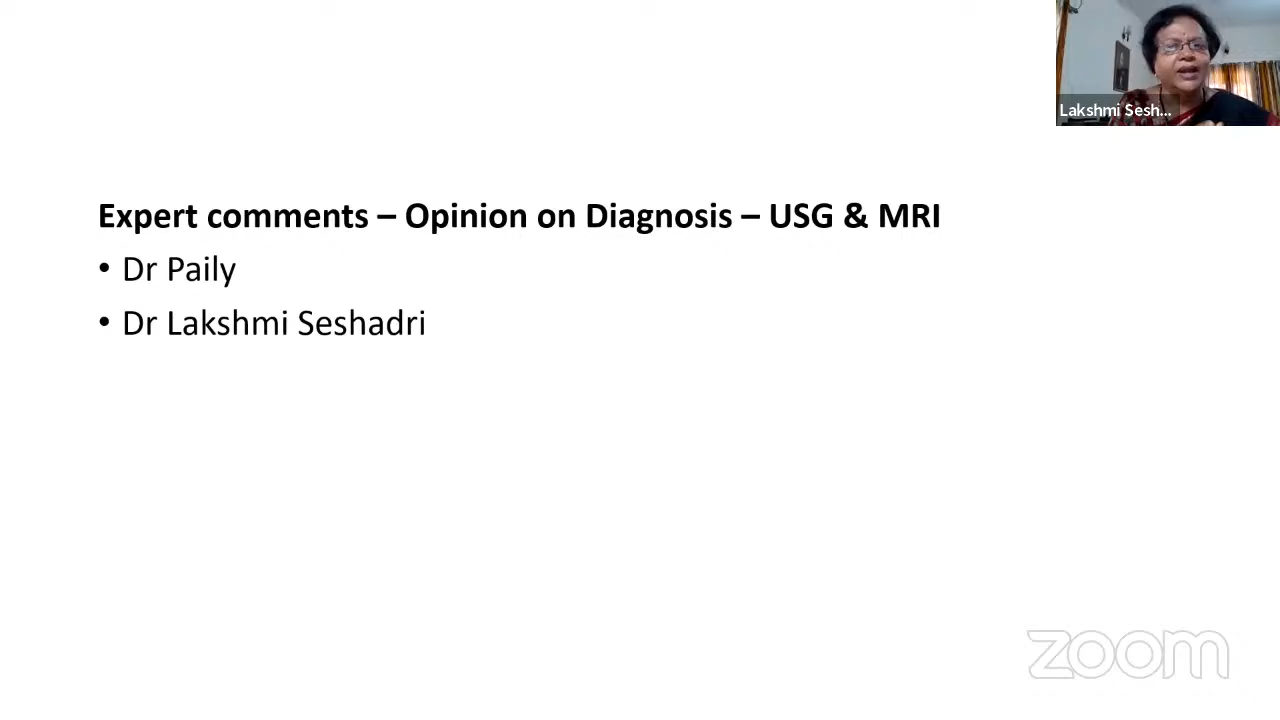 Lakshmi Sesh...
Expert comments – Opinion on Diagnosis – USG & MRI
• Dr Paily
• Dr Lakshmi Seshadri
zoom